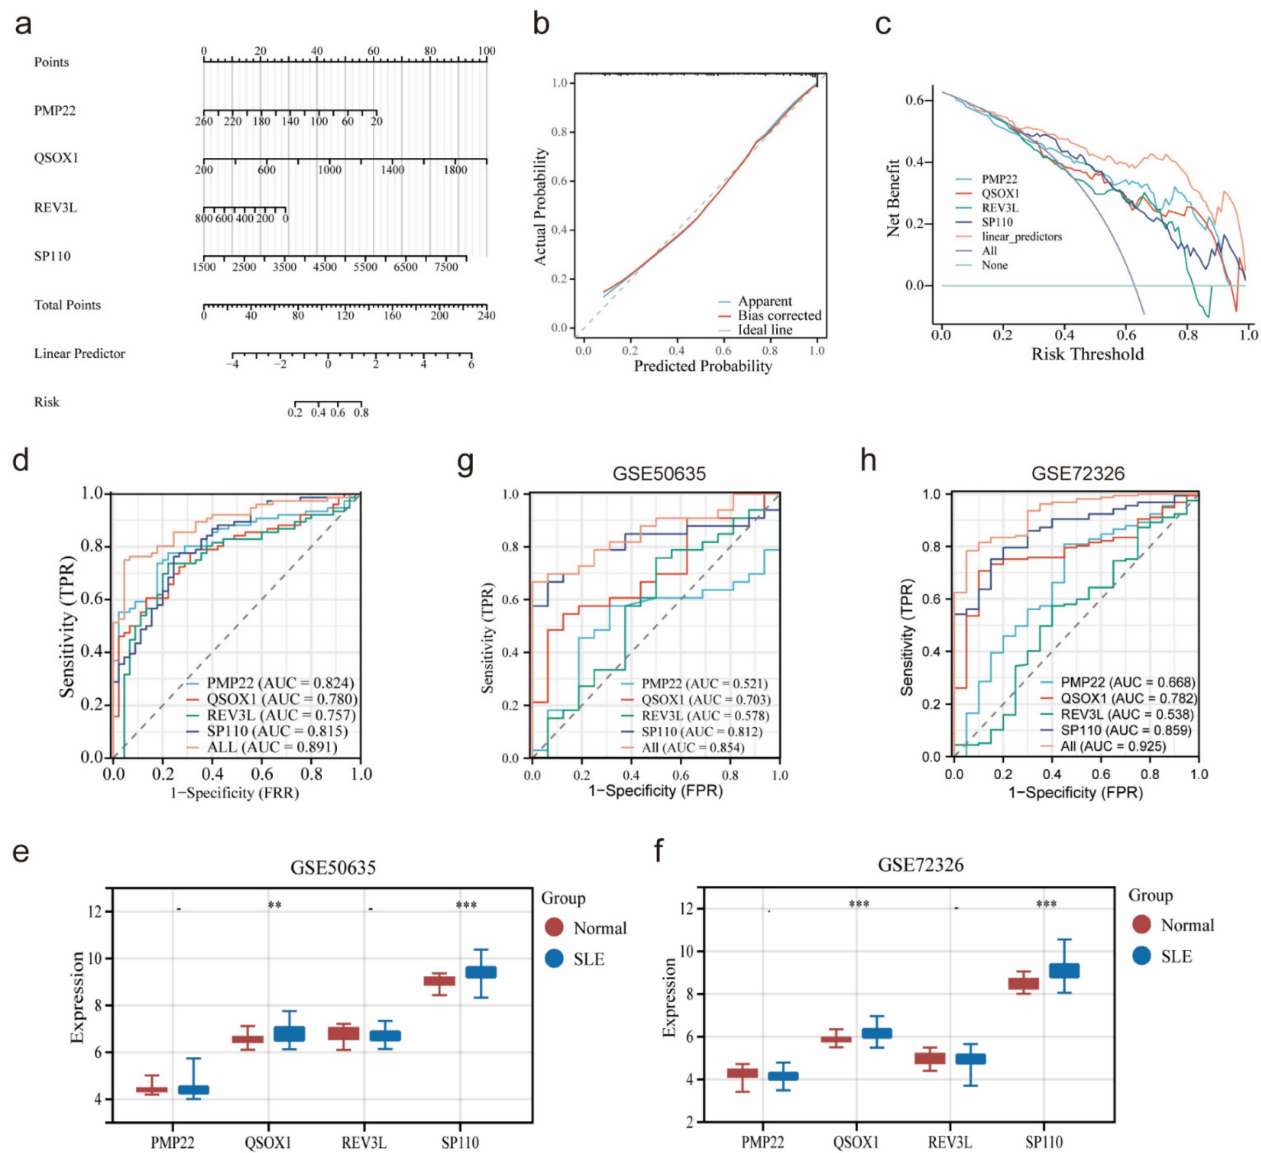 a
Points
0 20 40 60 80 100
PMP22
260 220 180 140 100 60 20
QSOX1
200 600 1000 1400 1800
REV3L
800 600 400 200 0
SP110
1500 2500 3500 4500 5500 6500 7500
Total Points
0 40 80 120 160 200 240
Linear Predictor
−4 −2 0 2 4 6
Risk
0.2 0.4 0.6 0.8
b
Actual Probability
1.0
0.8
0.6
0.4
0.2
0.0
Apparent
Bias corrected
Ideal line
0.0 0.2 0.4 0.6 0.8 1.0
Predicted Probability
c
Net Benefit
0.6
0.4
0.2
0.0
PMP22
QSOX1
REV3L
SP110
linear_predictors
All
None
0.0 0.2 0.4 0.6 0.8 1.0
Risk Threshold
d
Sensitivity (TPR)
1.0
0.8
0.6
0.4
0.2
0.0
PMP22 (AUC = 0.824)
QSOX1 (AUC = 0.780)
REV3L (AUC = 0.757)
SP110 (AUC = 0.815)
ALL (AUC = 0.891)
0.0 0.2 0.4 0.6 0.8 1.0
1−Specificity (FRR)
g
GSE50635
Sensitivity (TPR)
1.0
0.8
0.6
0.4
0.2
0.0
PMP22 (AUC = 0.521)
QSOX1 (AUC = 0.703)
REV3L (AUC = 0.578)
SP110 (AUC = 0.812)
All (AUC = 0.854)
0.0 0.2 0.4 0.6 0.8 1.0
1−Specificity (FPR)
h
GSE72326
Sensitivity (TPR)
1.0
0.8
0.6
0.4
0.2
0.0
PMP22 (AUC = 0.668)
QSOX1 (AUC = 0.782)
REV3L (AUC = 0.538)
SP110 (AUC = 0.859)
All (AUC = 0.925)
0.0 0.2 0.4 0.6 0.8 1.0
1−Specificity (FPR)
e
GSE50635
Expression
12
10
8
6
4
- ** - ***
PMP22 QSOX1 REV3L SP110
Group
Normal
SLE
f
GSE72326
Expression
12
10
8
6
4
2
. *** - ***
PMP22 QSOX1 REV3L SP110
Group
Normal
SLE